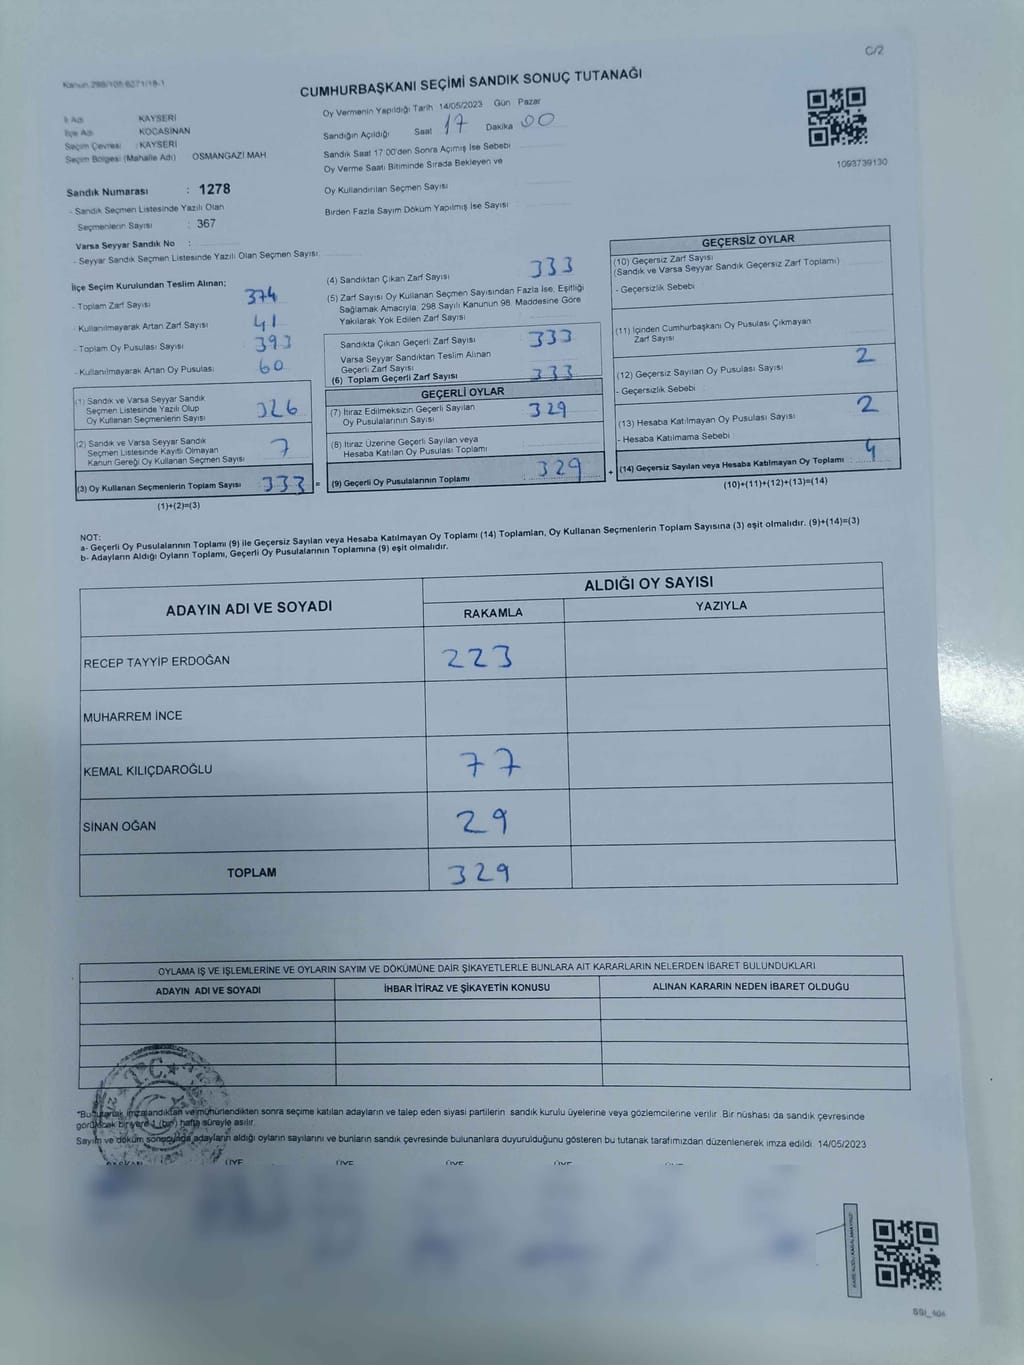 C/2
Kanun 298/105 6271/18-1
CUMHURBAŞKANI SEÇİMİ SANDIK SONUÇ TUTANAĞI
İl Adı KAYSERİ
İlçe Adı KOCASİNAN
Seçim Çevresi : KAYSERİ
Seçim Bölgesi (Mahalle Adı) OSMANGAZİ MAH
Sandık Numarası : 1278
- Sandık Seçmen Listesinde Yazılı Olan
Seçmenlerin Sayısı : 367
Varsa Seyyar Sandık No :
- Seyyar Sandık Seçmen Listesinde Yazılı Olan Seçmen Sayısı:
Oy Vermenin Yapıldığı Tarih 14/05/2023 Gün Pazar
Sandığın Açıldığı Saat 17 Dakika 00
Sandık Saat 17.00'den Sonra Açımış İse Sebebi
Oy Verme Saati Bitiminde Sırada Bekleyen ve
Oy Kullandırılan Seçmen Sayısı
Birden Fazla Sayım Döküm Yapılmış İse Sayısı
1093739130
İlçe Seçim Kurulundan Teslim Alınan;
- Toplam Zarf Sayısı 374
- Kullanılmayarak Artan Zarf Sayısı 41
- Toplam Oy Pusulası Sayısı 393
- Kullanılmayarak Artan Oy Pusulası 60
(1) Sandık ve Varsa Seyyar Sandık
Seçmen Listesinde Yazılı Olup
Oy Kullanan Seçmenlerin Sayısı 326
(2) Sandık ve Varsa Seyyar Sandık
Seçmen Listesinde Kayıtlı Olmayan
Kanun Gereği Oy Kullanan Seçmen Sayısı 7
(3) Oy Kullanan Seçmenlerin Toplam Sayısı : 333 =
(1)+(2)=(3)
(4) Sandıktan Çıkan Zarf Sayısı 333
(5) Zarf Sayısı Oy Kullanan Seçmen Sayısından Fazla İse, Eşitliği
Sağlamak Amacıyla, 298 Sayılı Kanunun 98. Maddesine Göre
Yakılarak Yok Edilen Zarf Sayısı
Sandıkta Çıkan Geçerli Zarf Sayısı 333
Varsa Seyyar Sandıktan Teslim Alınan
Geçerli Zarf Sayısı
(6) Toplam Geçerli Zarf Sayısı 333
GEÇERLİ OYLAR
(7) İtiraz Edilmeksizin Geçerli Sayılan
Oy Pusulalarının Sayısı 329
(8) İtiraz Üzerine Geçerli Sayılan veya
Hesaba Katılan Oy Pusulası Toplamı
(9) Geçerli Oy Pusulalarının Toplamı 329 +
GEÇERSİZ OYLAR
(10) Geçersiz Zarf Sayısı
(Sandık ve Varsa Seyyar Sandık Geçersiz Zarf Toplamı)
- Geçersizlik Sebebi
(11) İçinden Cumhurbaşkanı Oy Pusulası Çıkmayan
Zarf Sayısı
(12) Geçersiz Sayılan Oy Pusulası Sayısı 2
- Geçersizlik Sebebi
(13) Hesaba Katılmayan Oy Pusulası Sayısı 2
- Hesaba Katılmama Sebebi
(14) Geçersiz Sayılan veya Hesaba Katılmayan Oy Toplamı : 4
(10)+(11)+(12)+(13)=(14)
NOT:
a- Geçerli Oy Pusulalarının Toplamı (9) ile Geçersiz Sayılan veya Hesaba Katılmayan Oy Toplamı (14) Toplamları, Oy Kullanan Seçmenlerin Toplam Sayısına (3) eşit olmalıdır. (9)+(14)=(3)
b- Adayların Aldığı Oyların Toplamı, Geçerli Oy Pusulalarının Toplamına (9) eşit olmalıdır.
ADAYIN ADI VE SOYADI
ALDIĞI OY SAYISI
RAKAMLA YAZIYLA
RECEP TAYYİP ERDOĞAN 223
MUHARREM İNCE
KEMAL KILIÇDAROĞLU 77
SİNAN OĞAN 29
TOPLAM 329
OYLAMA İŞ VE İŞLEMLERİNE VE OYLARIN SAYIM VE DÖKÜMÜNE DAİR ŞİKAYETLERLE BUNLARA AİT KARARLARIN NELERDEN İBARET BULUNDUKLARI
ADAYIN ADI VE SOYADI İHBAR İTİRAZ VE ŞİKAYETİN KONUSU ALINAN KARARIN NEDEN İBARET OLDUĞU
T.C.
*Bu tutanak imzalandıktan ve mühürlendikten sonra seçime katılan adayların ve talep eden siyasi partilerin sandık kurulu üyelerine veya gözlemcilerine verilir. Bir nüshası da sandık çevresinde
görülecek bir yere 1 (bir) hafta süreyle asılır.
Sayım ve döküm sonucunda adayların aldığı oyların sayılarını ve bunların sandık çevresinde bulunanlara duyurulduğunu gösteren bu tutanak tarafımızdan düzenlenerek imza edildi. 14/05/2023
BAŞKAN ÜYE ÜYE ÜYE ÜYE ÜYE